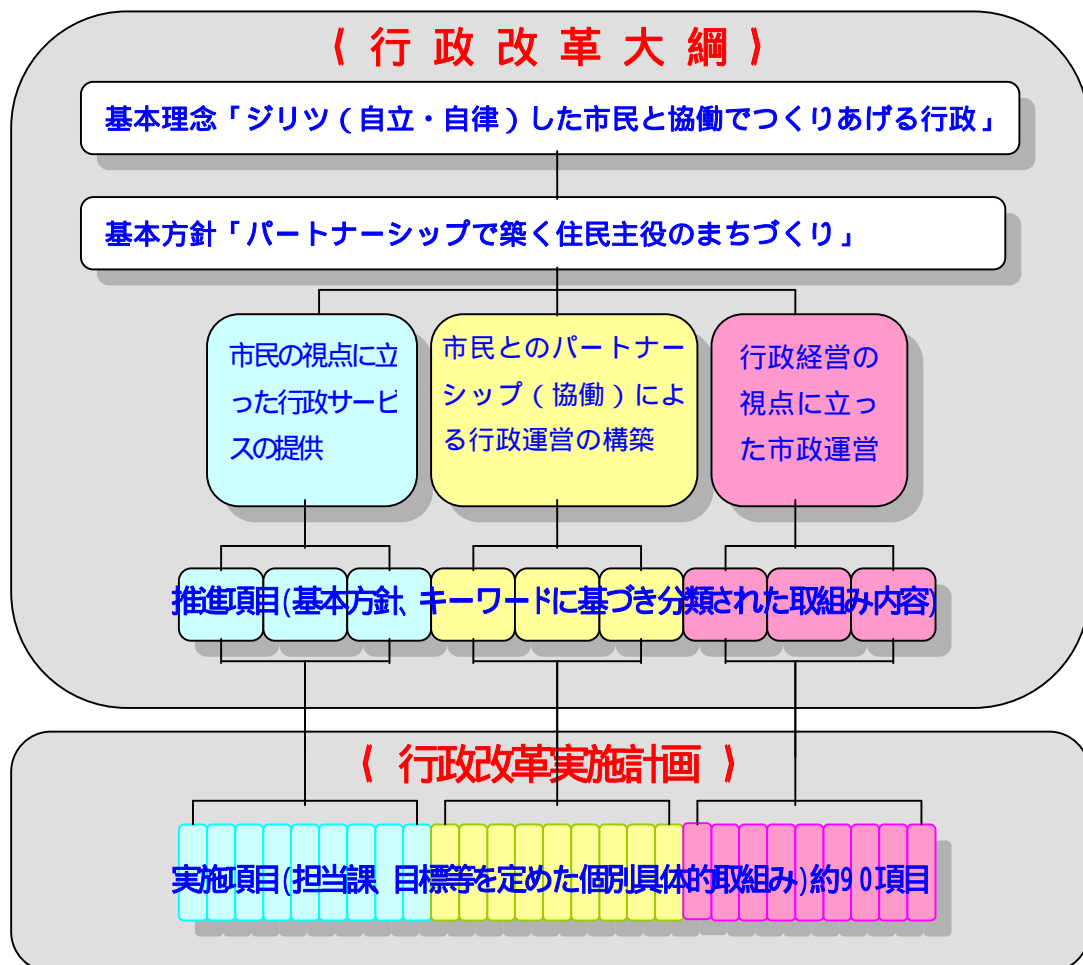 ⟪ 行 政 改 革 大 綱 ⟫
基本理念「ジリツ（自立・自律）した市民と協働でつくりあげる行政」
基本方針「パートナーシップで築く住民主役のまちづくり」
市民の視点に立
った行政サービ
スの提供
市民とのパートナー
シップ（協働）によ
る行政運営の構築
行政経営の
視点に立っ
た市政運営
推進項目(基本方針、キーワードに基づき分類された取組み内容)
⟪ 行政改革実施計画 ⟫
実施項目(担当課、目標等を定めた個別具体的取組み)約90項目